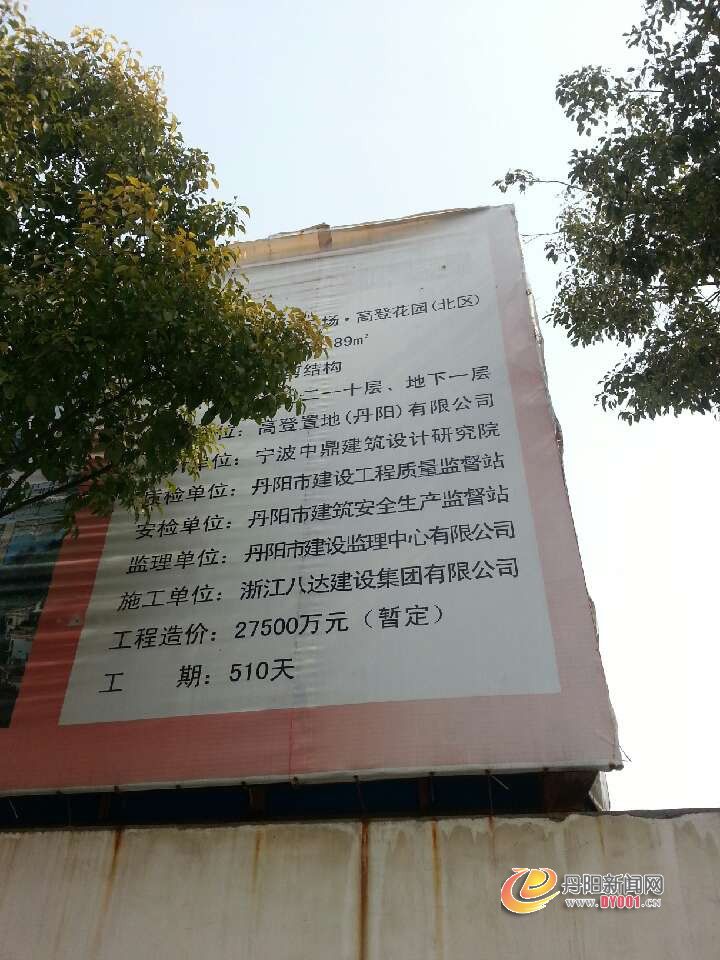 场·高登花园(北区)
89m²
剪结构
二一十层、地下一层
位：高登置地(丹阳)有限公司
单位：宁波中鼎建筑设计研究院
质检单位：丹阳市建设工程质量监督站
安检单位：丹阳市建筑安全生产监督站
监理单位：丹阳市建设监理中心有限公司
施工单位：浙江八达建设集团有限公司
工程造价：27500万元（暂定）
工　期：510天
丹阳新闻网
www.DY001.CN